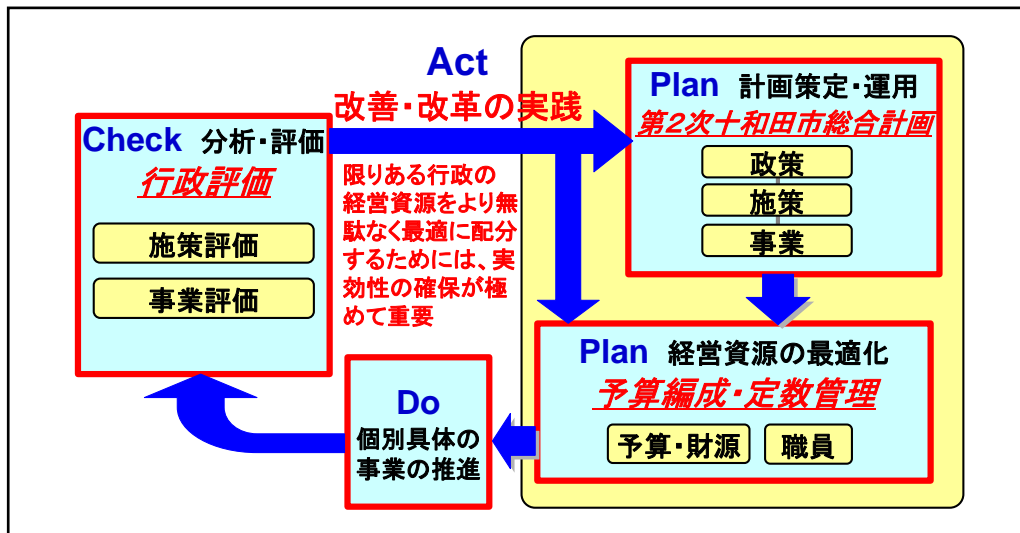 Act
改善・改革の実践
Check 分析・評価
行政評価
施策評価
事業評価
限りある行政の
経営資源をより無
駄なく最適に配分
するためには、実
効性の確保が極
めて重要
Plan 計画策定・運用
第2次十和田市総合計画
政策
施策
事業
Plan 経営資源の最適化
予算編成・定数管理
予算・財源
職員
Do
個別具体の
事業の推進